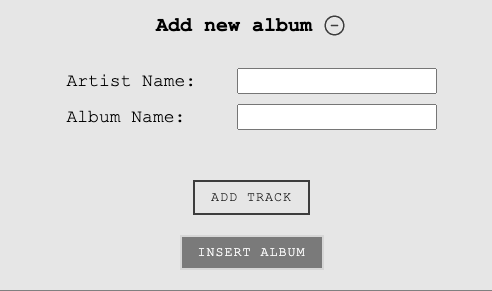 Add new album
Artist Name:
Album Name:
ADD TRACK
INSERT ALBUM